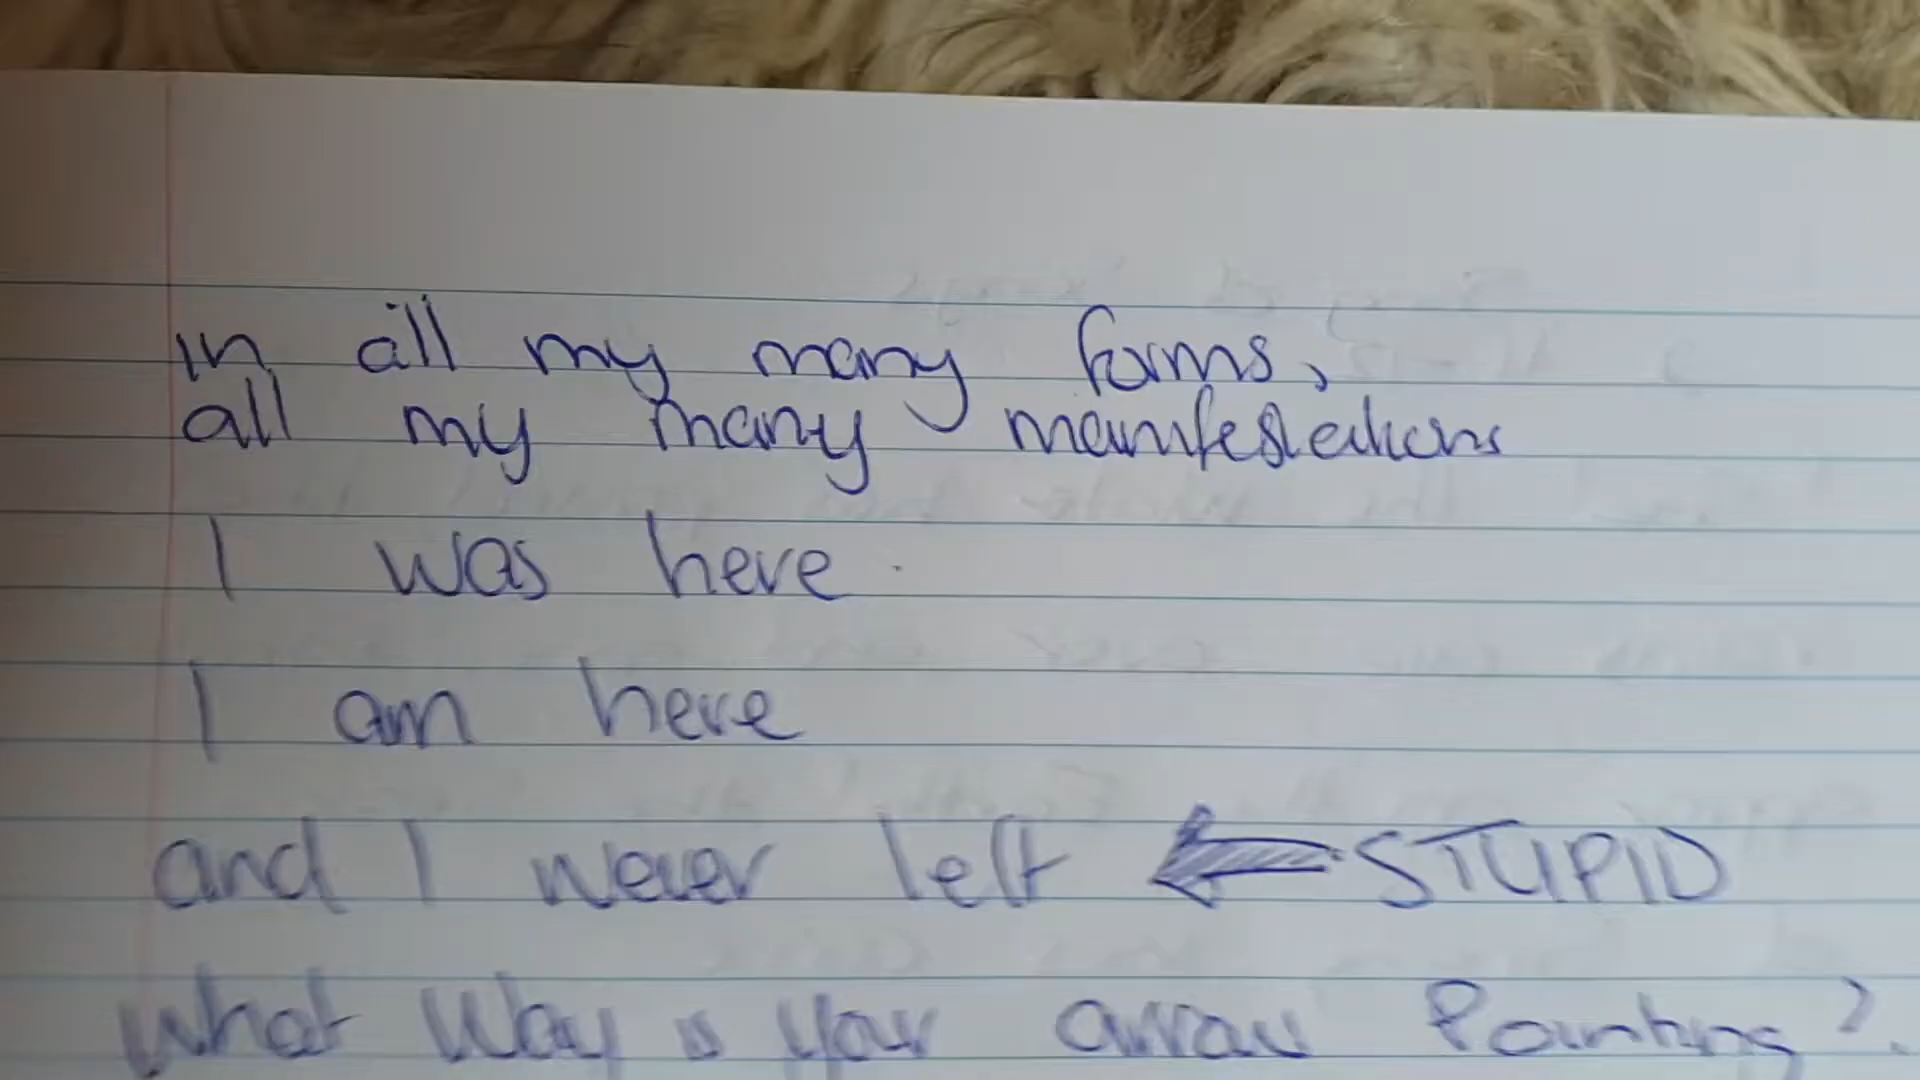 in all my many forms,
all my many manifestations
I was here
I am here
and I never left ← STUPID
what way is your arrow Pointing?